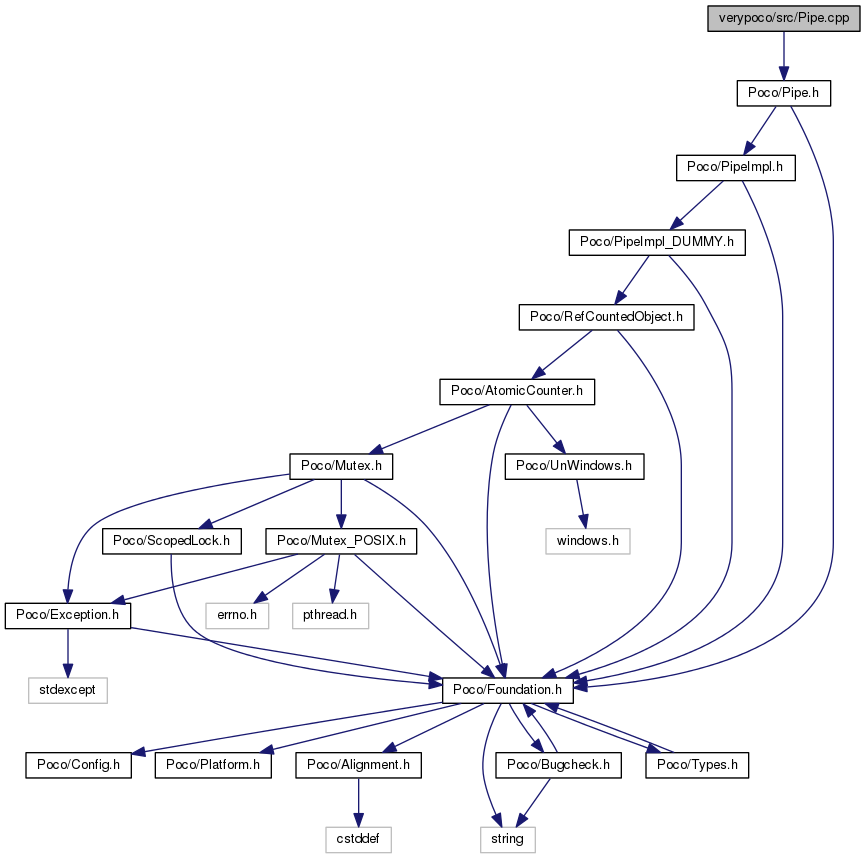 verypoco/src/Pipe.cpp
Poco/Pipe.h
Poco/PipeImpl.h
Poco/PipeImpl_DUMMY.h
Poco/RefCountedObject.h
Poco/AtomicCounter.h
Poco/Mutex.h
Poco/UnWindows.h
Poco/ScopedLock.h
Poco/Mutex_POSIX.h
windows.h
Poco/Exception.h
errno.h
pthread.h
stdexcept
Poco/Foundation.h
Poco/Config.h
Poco/Platform.h
Poco/Alignment.h
Poco/Bugcheck.h
Poco/Types.h
cstddef
string